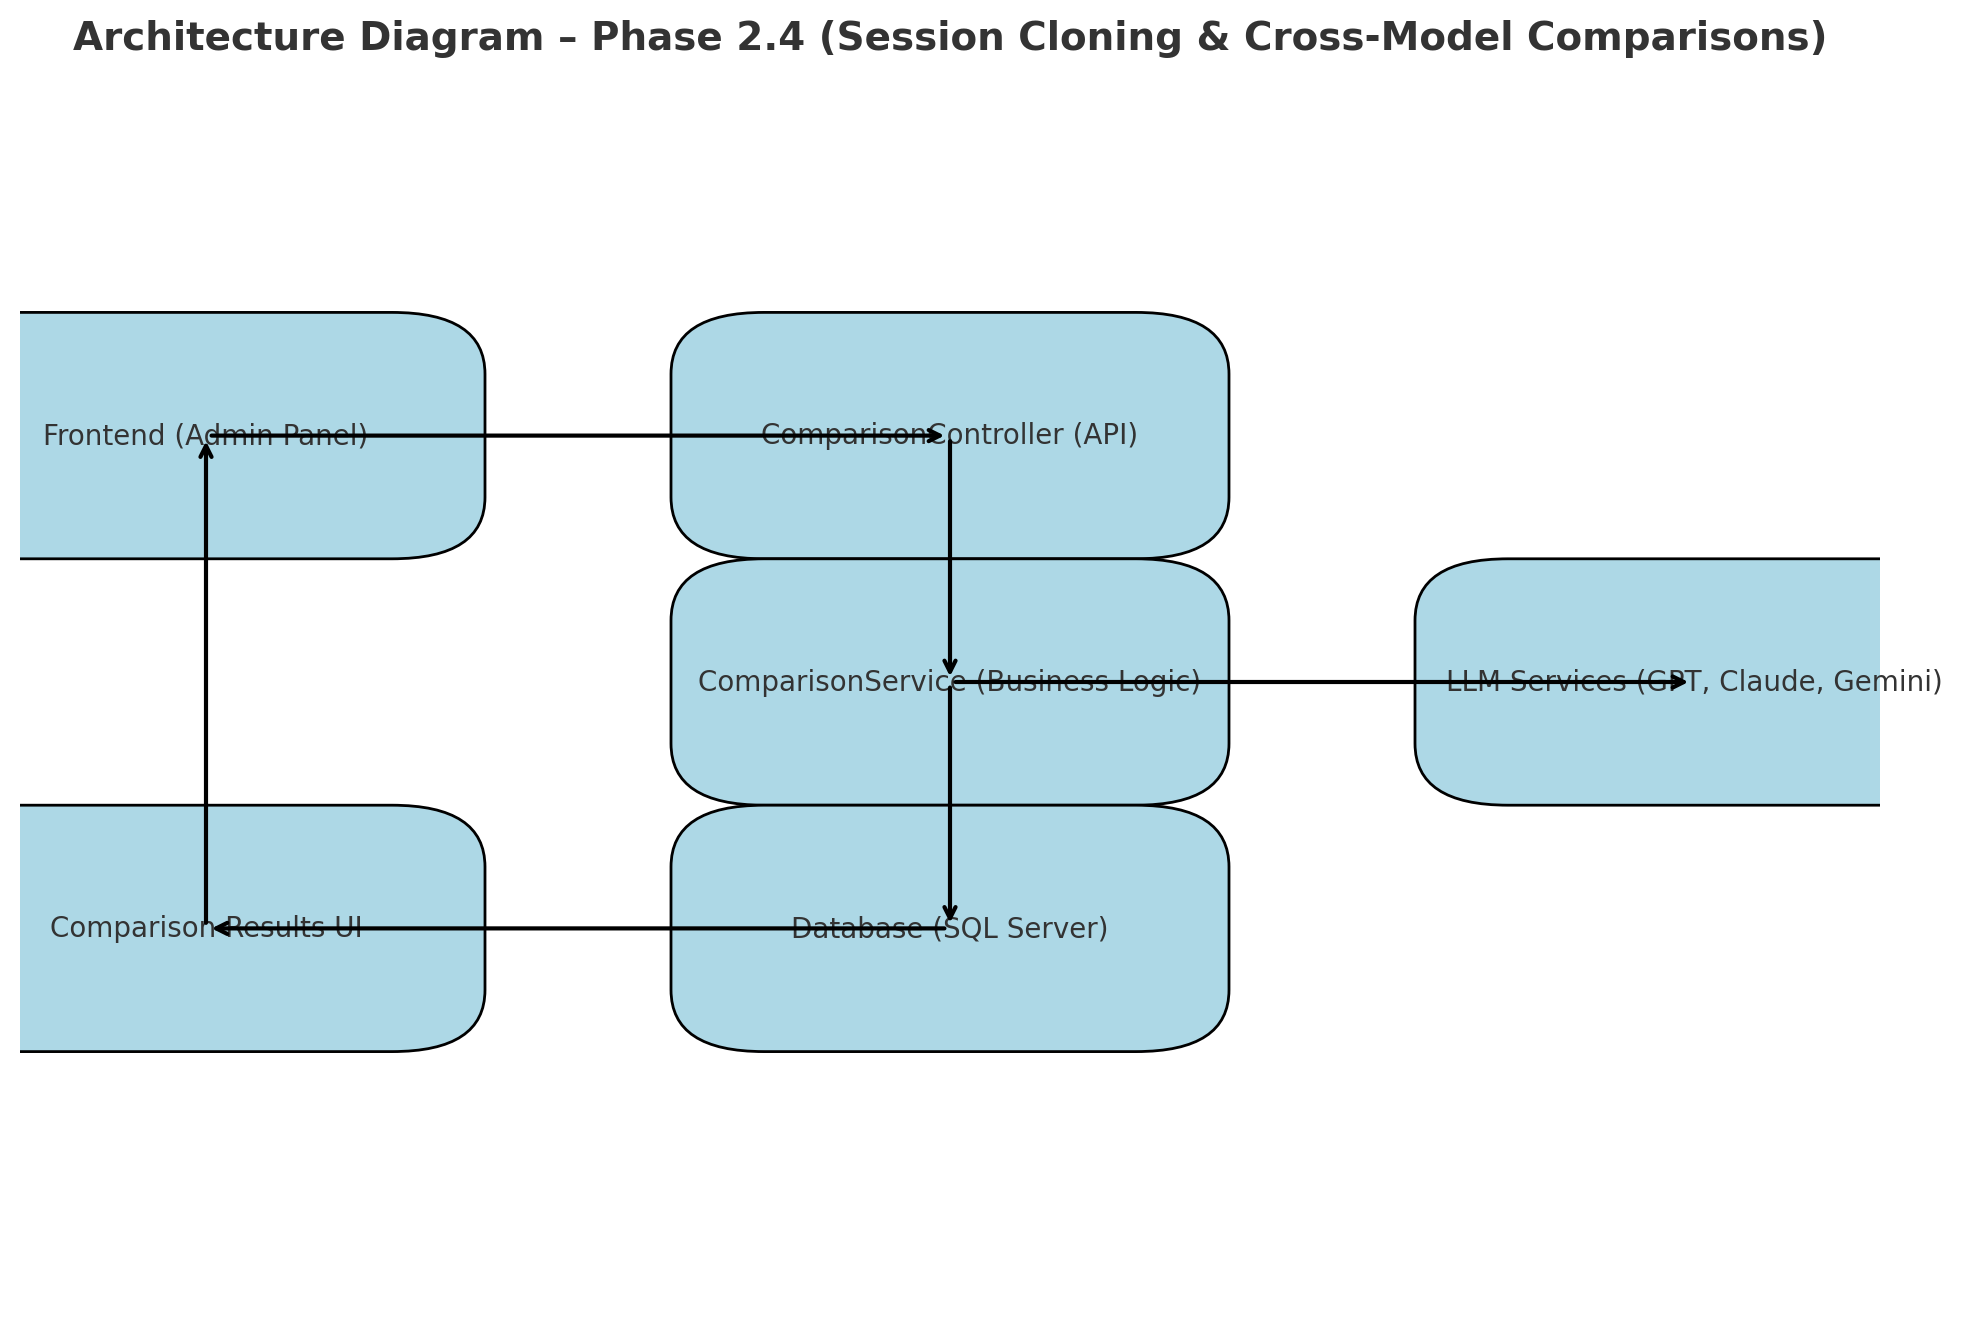 Architecture Diagram – Phase 2.4 (Session Cloning & Cross-Model Comparisons)
Frontend (Admin Panel)
ComparisonController (API)
ComparisonService (Business Logic)
LLM Services (GPT, Claude, Gemini)
Comparison Results UI
Database (SQL Server)